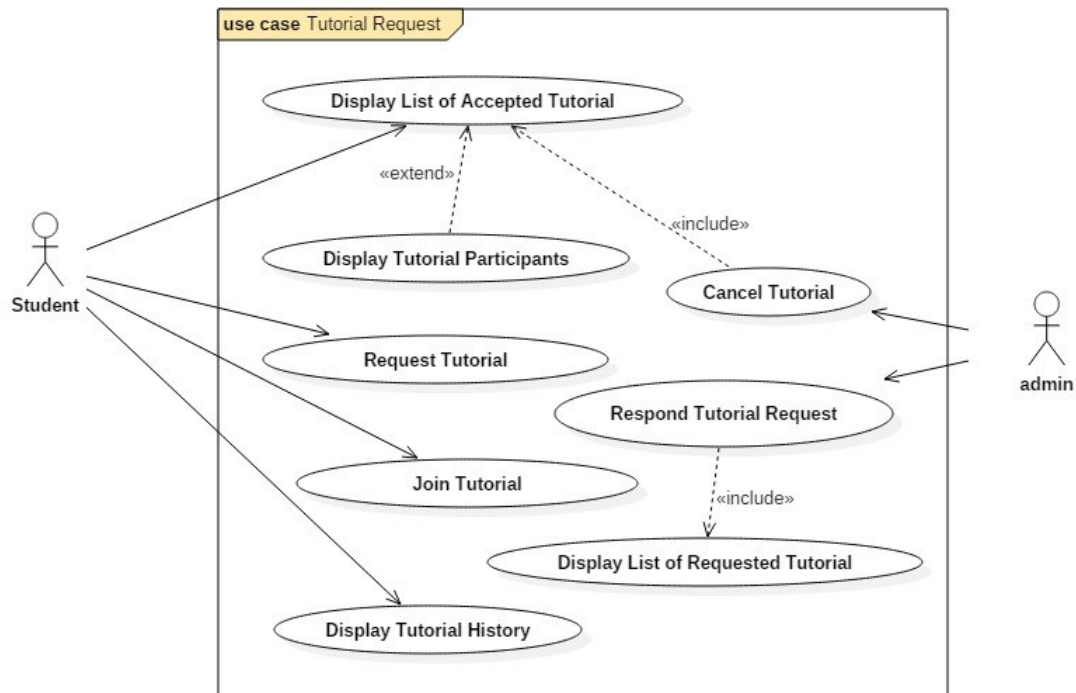 use case Tutorial Request
Display List of Accepted Tutorial
«extend»
«include»
Display Tutorial Participants
Cancel Tutorial
Student
Request Tutorial
admin
Respond Tutorial Request
Join Tutorial
«include»
Display List of Requested Tutorial
Display Tutorial History